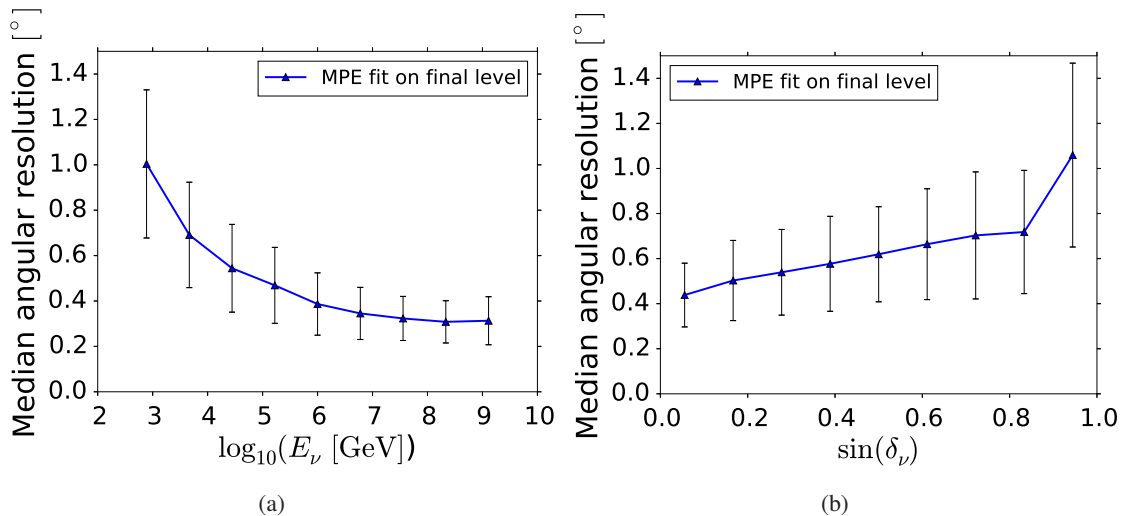 Median angular resolution [°]
1.4
1.2
1.0
0.8
0.6
0.4
0.2
0.0
MPE fit on final level
2 3 4 5 6 7 8 9 10
log₁₀(E_ν [GeV])
(a)
Median angular resolution [°]
1.4
1.2
1.0
0.8
0.6
0.4
0.2
0.0
MPE fit on final level
0.0 0.2 0.4 0.6 0.8 1.0
sin(δ_ν)
(b)